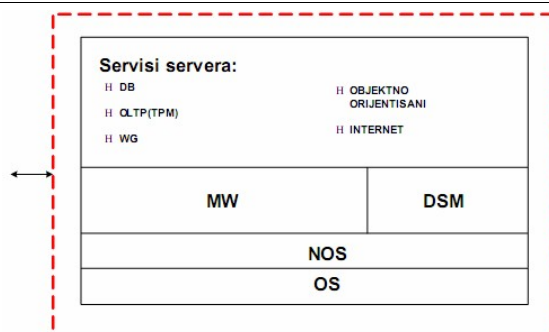 Servisi servera:
H DB
H OLTP(TPM)
H WG
H OBJEKTNO
ORIJENTISANI
H INTERNET
MW
DSM
NOS
OS